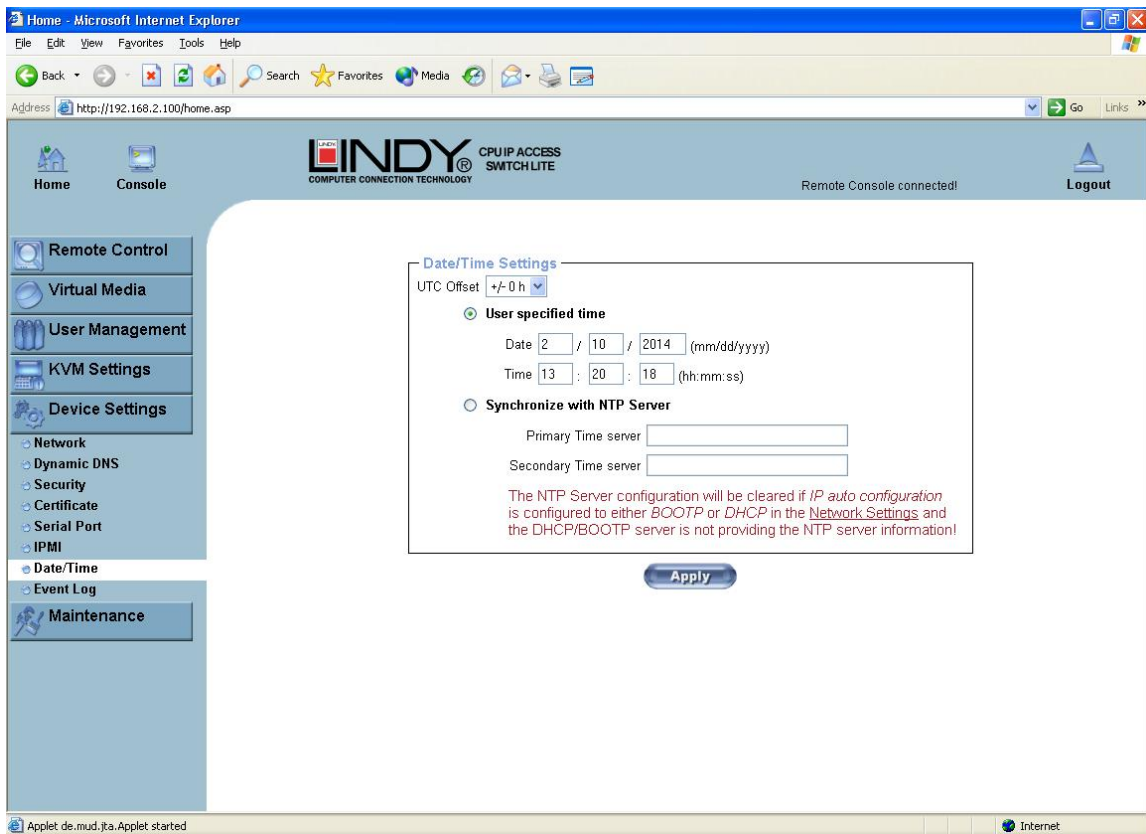 Home - Microsoft Internet Explorer
File Edit View Favorites Tools Help
Back Search Favorites Media
Address http://192.168.2.100/home.asp Go Links »
Home Console
LINDY
LINDY® CPU IP ACCESS
COMPUTER CONNECTION TECHNOLOGY SWITCH LITE
Remote Console connected!
Logout
Remote Control
Virtual Media
User Management
KVM Settings
Device Settings
Network
Dynamic DNS
Security
Certificate
Serial Port
IPMI
Date/Time
Event Log
Maintenance
Date/Time Settings
UTC Offset +/- 0 h
User specified time
Date 2 / 10 / 2014 (mm/dd/yyyy)
Time 13 : 20 : 18 (hh:mm:ss)
Synchronize with NTP Server
Primary Time server
Secondary Time server
The NTP Server configuration will be cleared if IP auto configuration
is configured to either BOOTP or DHCP in the Network Settings and
the DHCP/BOOTP server is not providing the NTP server information!
Apply
Applet de.mud.jta.Applet started Internet